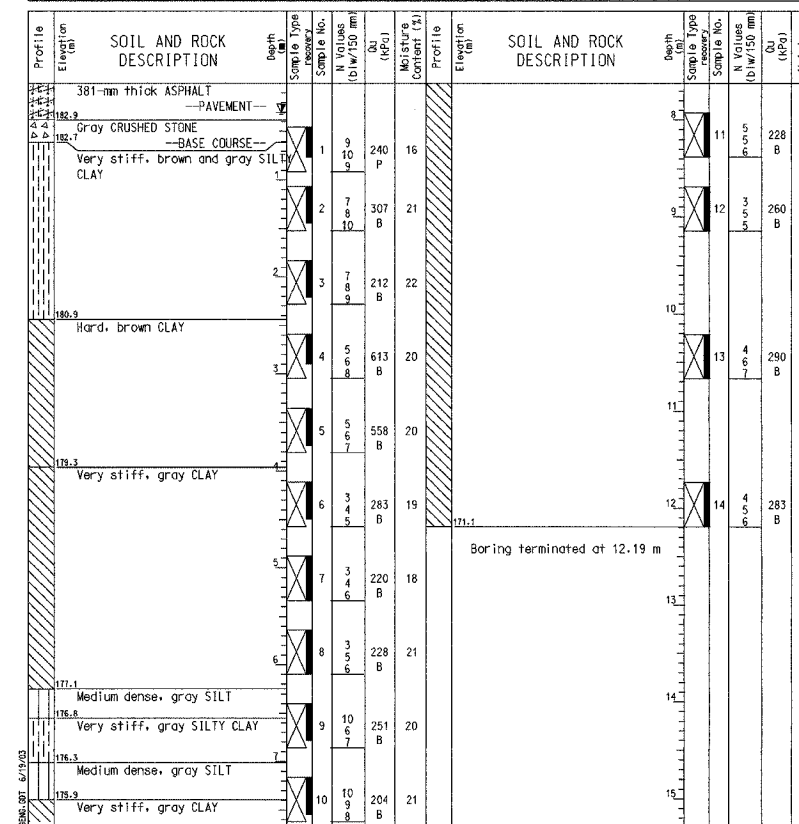 Profile
Elevation (m)
SOIL AND ROCK DESCRIPTION
Depth (m)
Sample Type recovery
Sample No.
N Values (blw/150 mm)
Qu (kPa)
Moisture Content (%)
Profile
Elevation (m)
SOIL AND ROCK DESCRIPTION
Depth (m)
Sample Type recovery
Sample No.
N Values (blw/150 mm)
Qu (kPa)
381-mm thick ASPHALT
--PAVEMENT--
182.9
Gray CRUSHED STONE
182.7
--BASE COURSE--
Very stiff, brown and gray SILTY
CLAY
1
1 9 10 9 240 P 16
2 7 8 10 307 B 21
2
3 7 8 9 212 B 22
180.9
Hard, brown CLAY
3
4 5 6 8 613 B 20
5 5 6 7 558 B 20
179.3
4
Very stiff, gray CLAY
6 3 4 5 283 B 19
5
7 3 4 6 220 B 18
6
8 3 5 6 228 B 21
177.1
Medium dense, gray SILT
176.8
Very stiff, gray SILTY CLAY
9 10 6 7 251 B 20
176.3
7
Medium dense, gray SILT
175.9
Very stiff, gray CLAY
10 10 9 8 204 B 21
8
11 5 5 6 228 B
9
12 3 5 5 260 B
10
13 4 6 7 290 B
11
12
14 4 5 6 283 B
171.1
Boring terminated at 12.19 m
13
14
15
6/19/03